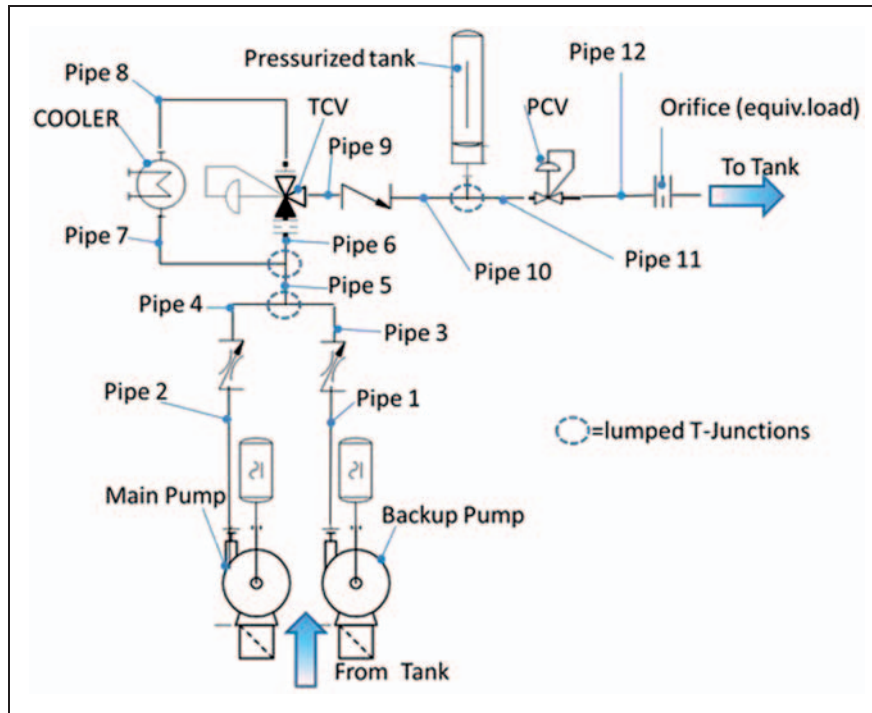 Pressurized tank
Pipe 12
Pipe 8
COOLER
TCV
Pipe 9
PCV
Orifice (equiv.load)
To Tank
Pipe 7
Pipe 6
Pipe 10
Pipe 11
Pipe 5
Pipe 4
Pipe 3
Pipe 2
Pipe 1
=lumped T-Junctions
Main Pump
Backup Pump
From Tank